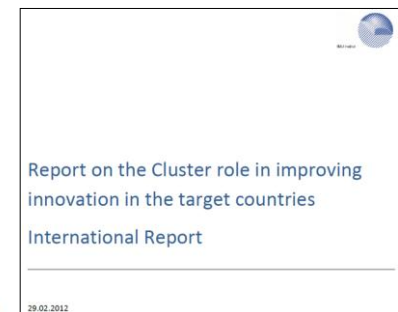 Report on the Cluster role in improving
innovation in the target countries
International Report
29.02.2012